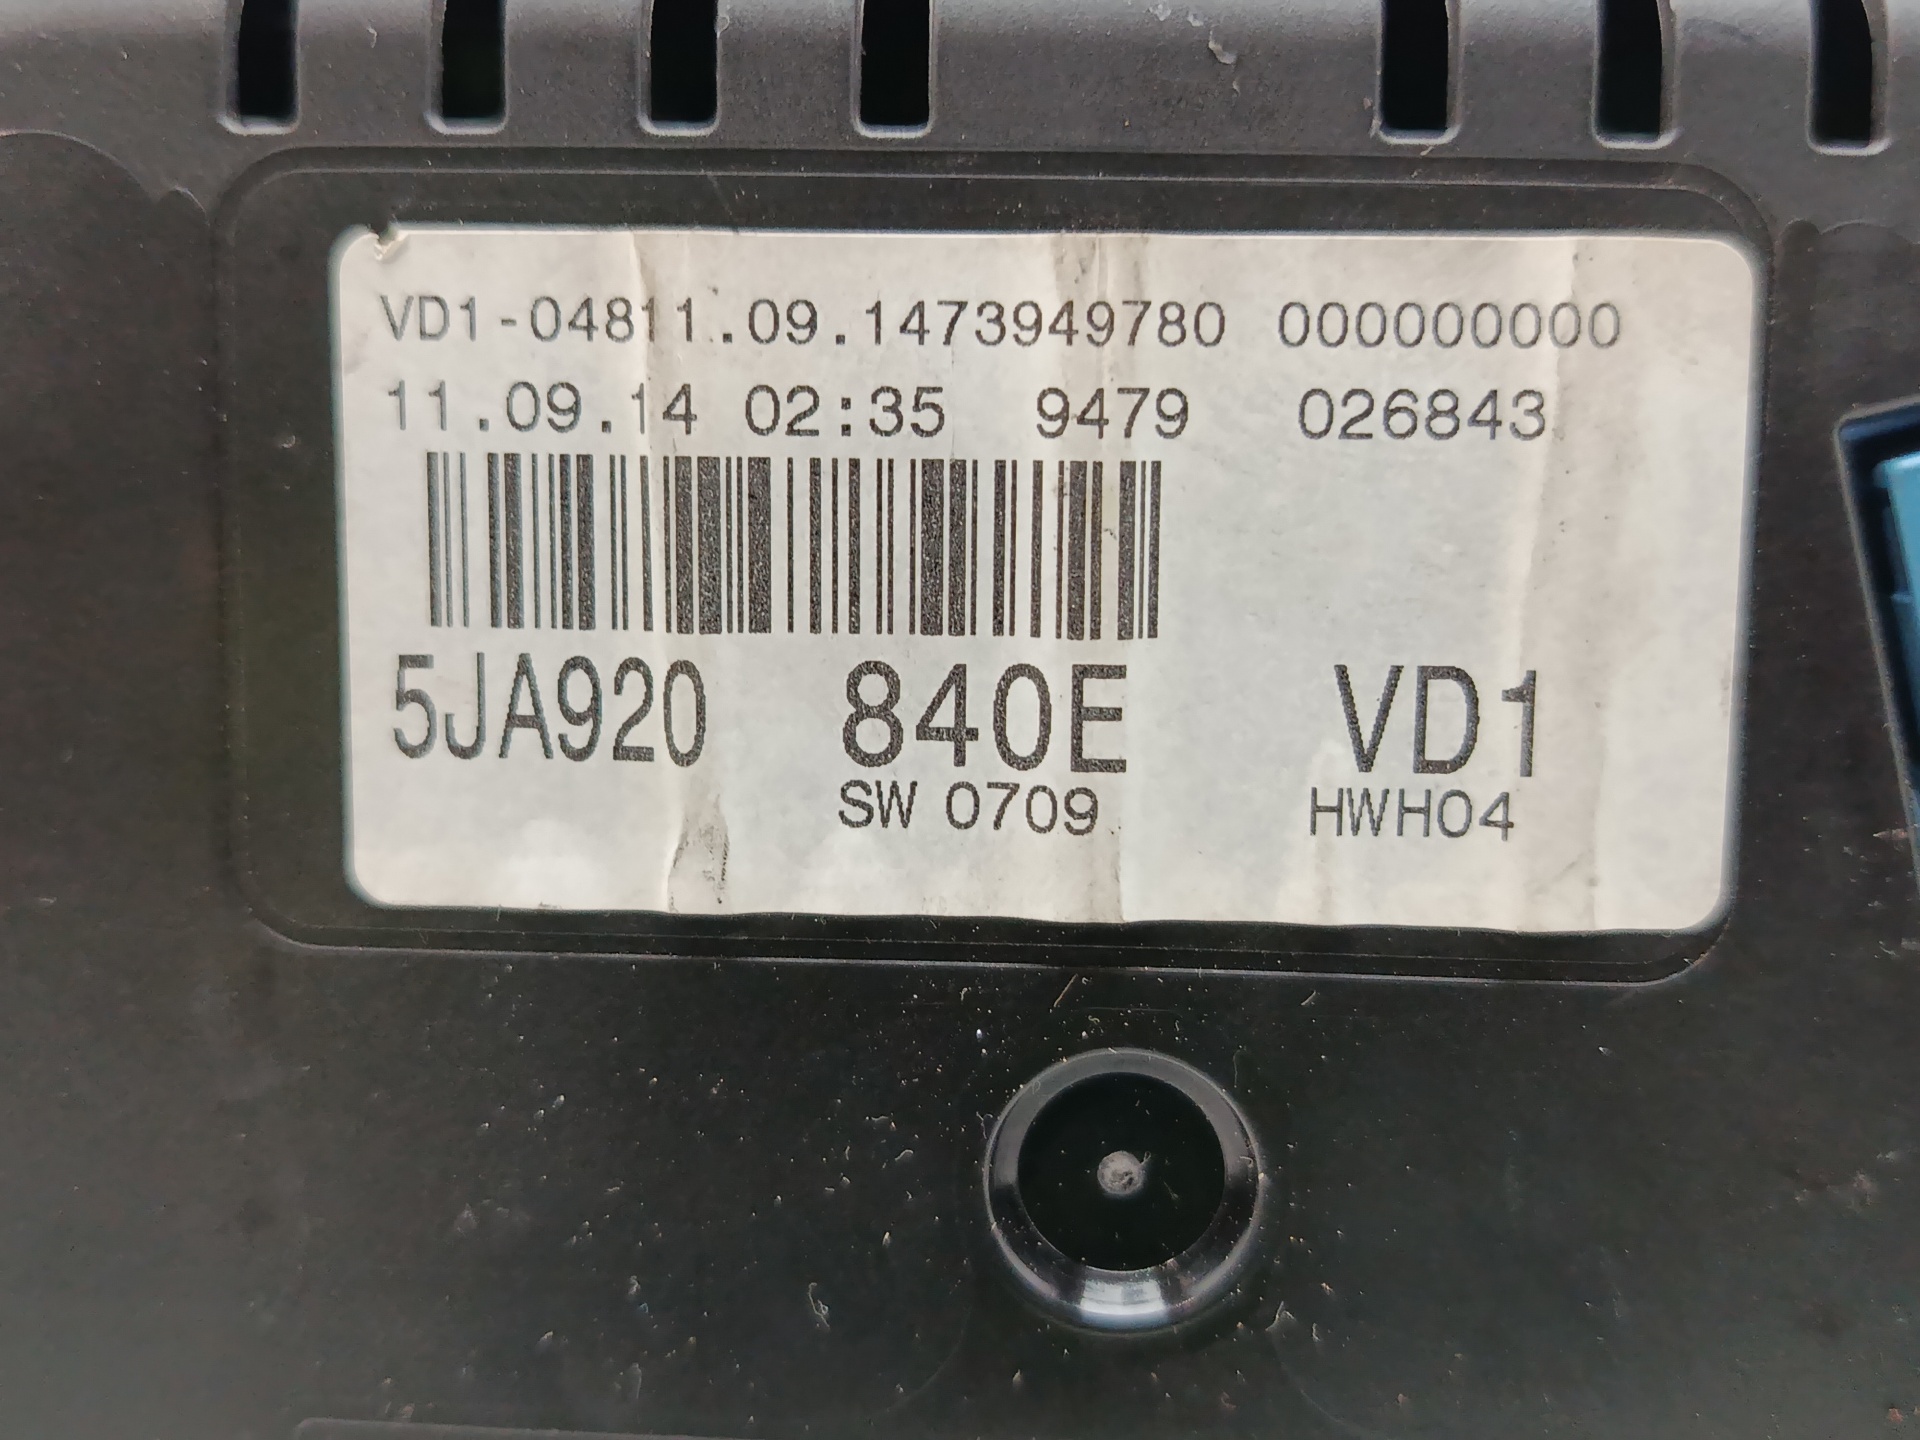 VD1-04811.09.1473949780 000000000
11.09.14 02:35 9479 026843
5JA920 840E VD1
SW 0709 HWH04